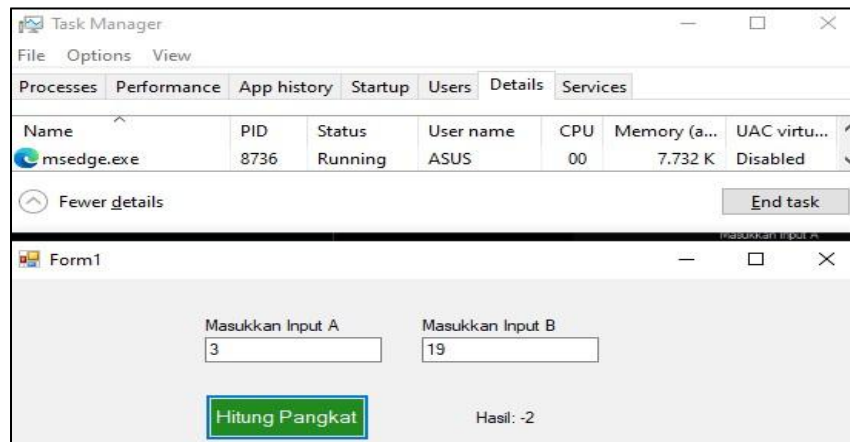 Task Manager
File Options View
Processes Performance App history Startup Users Details Services
Name PID Status User name CPU Memory (a... UAC virtu...
msedge.exe 8736 Running ASUS 00 7.732 K Disabled
Fewer details End task
Masukkan Input A
Form1
Masukkan Input A Masukkan Input B
3 19
Hitung Pangkat Hasil: -2